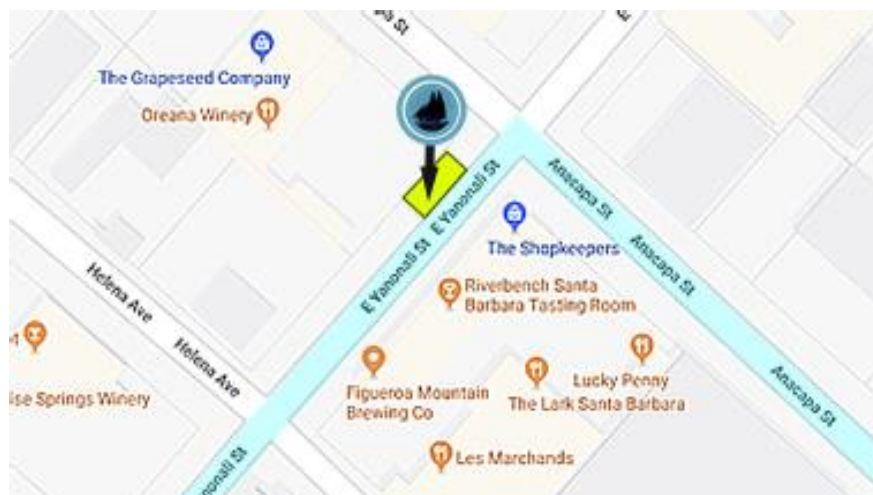 St
The Grapeseed Company
Oreana Winery
E Yanonali St
E Yanonali St
Anacapa St
Anacapa St
Anacapa St
The Shopkeepers
Riverbench Santa
Barbara Tasting Room
Helena Ave
Helena Ave
Springs Winery
Figueroa Mountain
Brewing Co
Lucky Penny
The Lark Santa Barbara
Les Marchands
St